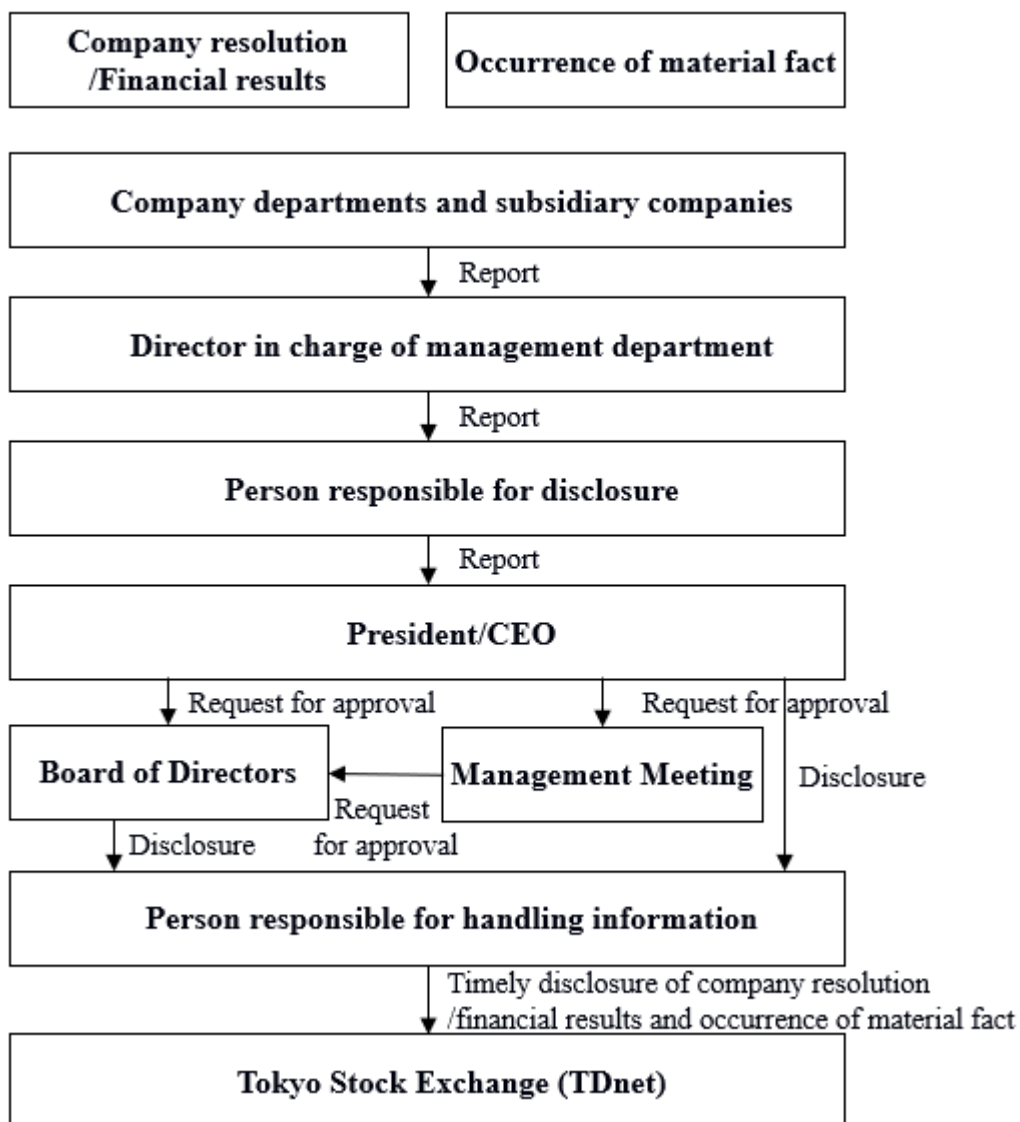 Company resolution
/Financial results
Occurrence of material fact
Company departments and subsidiary companies
Report
Director in charge of management department
Report
Person responsible for disclosure
Report
President/CEO
Request for approval
Request for approval
Board of Directors
Management Meeting
Disclosure
Request
for approval
Disclosure
Person responsible for handling information
Timely disclosure of company resolution
/financial results and occurrence of material fact
Tokyo Stock Exchange (TDnet)